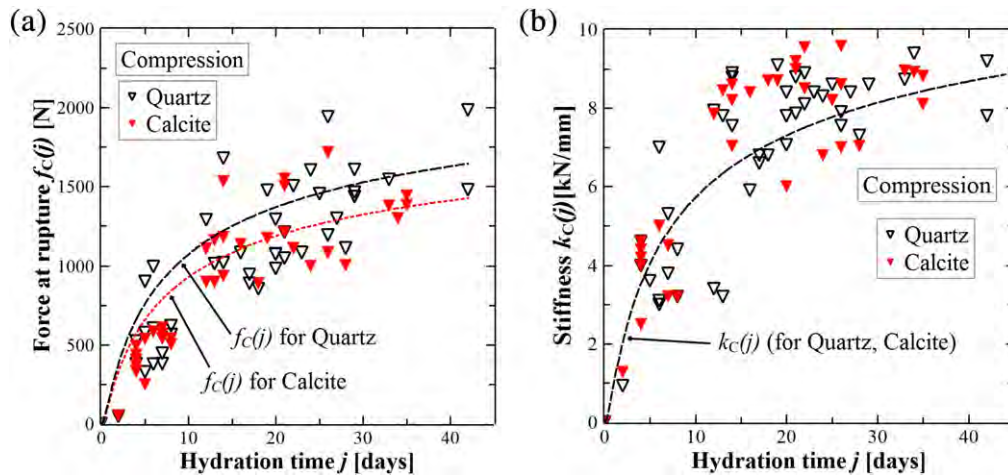 (a)
2500
2000
1500
1000
500
0
Force at rupture fC(j) [N]
Compression
Quartz
Calcite
fC(j) for Quartz
fC(j) for Calcite
0 10 20 30 40
Hydration time j [days]
(b)
10
8
6
4
2
0
Stiffness kC(j)[kN/mm]
Compression
Quartz
Calcite
kC(j) (for Quartz, Calcite)
0 10 20 30 40
Hydration time j [days]